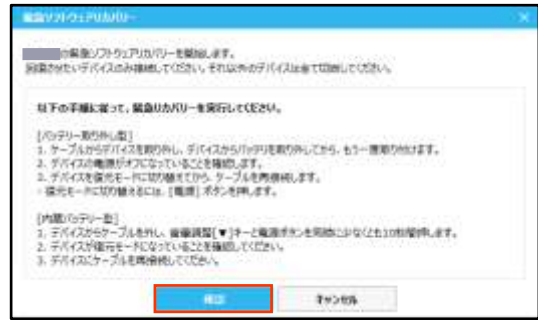 緊急ソフトウェアリカバリー
の緊急ソフトウェアリカバリーを開始します。
回復させたいデバイスのみ接続してください。それ以外のデバイスは全て切断してください。
以下の手順に従って、緊急リカバリーを実行してください。
[バッテリー取り外し型]
1. ケーブルからデバイスを取り外し、デバイスからバッテリを取り外してから、もう一度取り付けます。
2. デバイスの電源がオフになっていることを確認します。
3. デバイスを復元モードに切り替えてから、ケーブルを再接続します。
- 復元モードに切り替えるには、[電源] ボタンを押します。
[内蔵バッテリー型]
1. デバイスからケーブルを外し、音量調整[▼]キーと電源ボタンを同時に少なくとも10秒間押します。
2. デバイスが復元モードになっていることを確認してください。
3. デバイスにケーブルを再接続してください。
確認
キャンセル